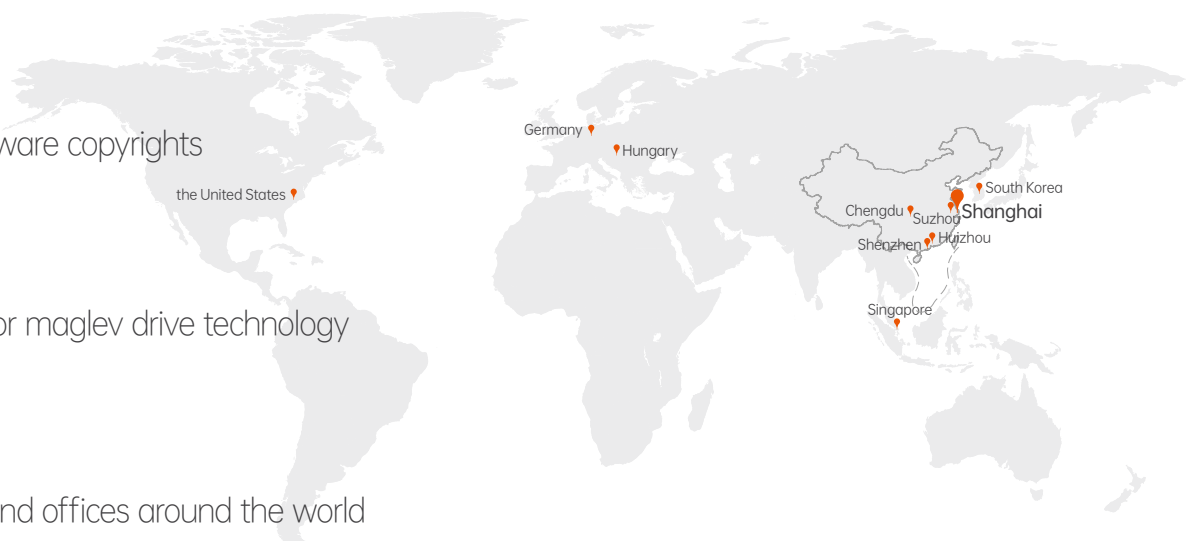 Germany
ware copyrights
Hungary
the United States
South Korea
Chengdu
Suzhou
Shanghai
Shenzhen
Huizhou
Singapore
or maglev drive technology
nd offices around the world